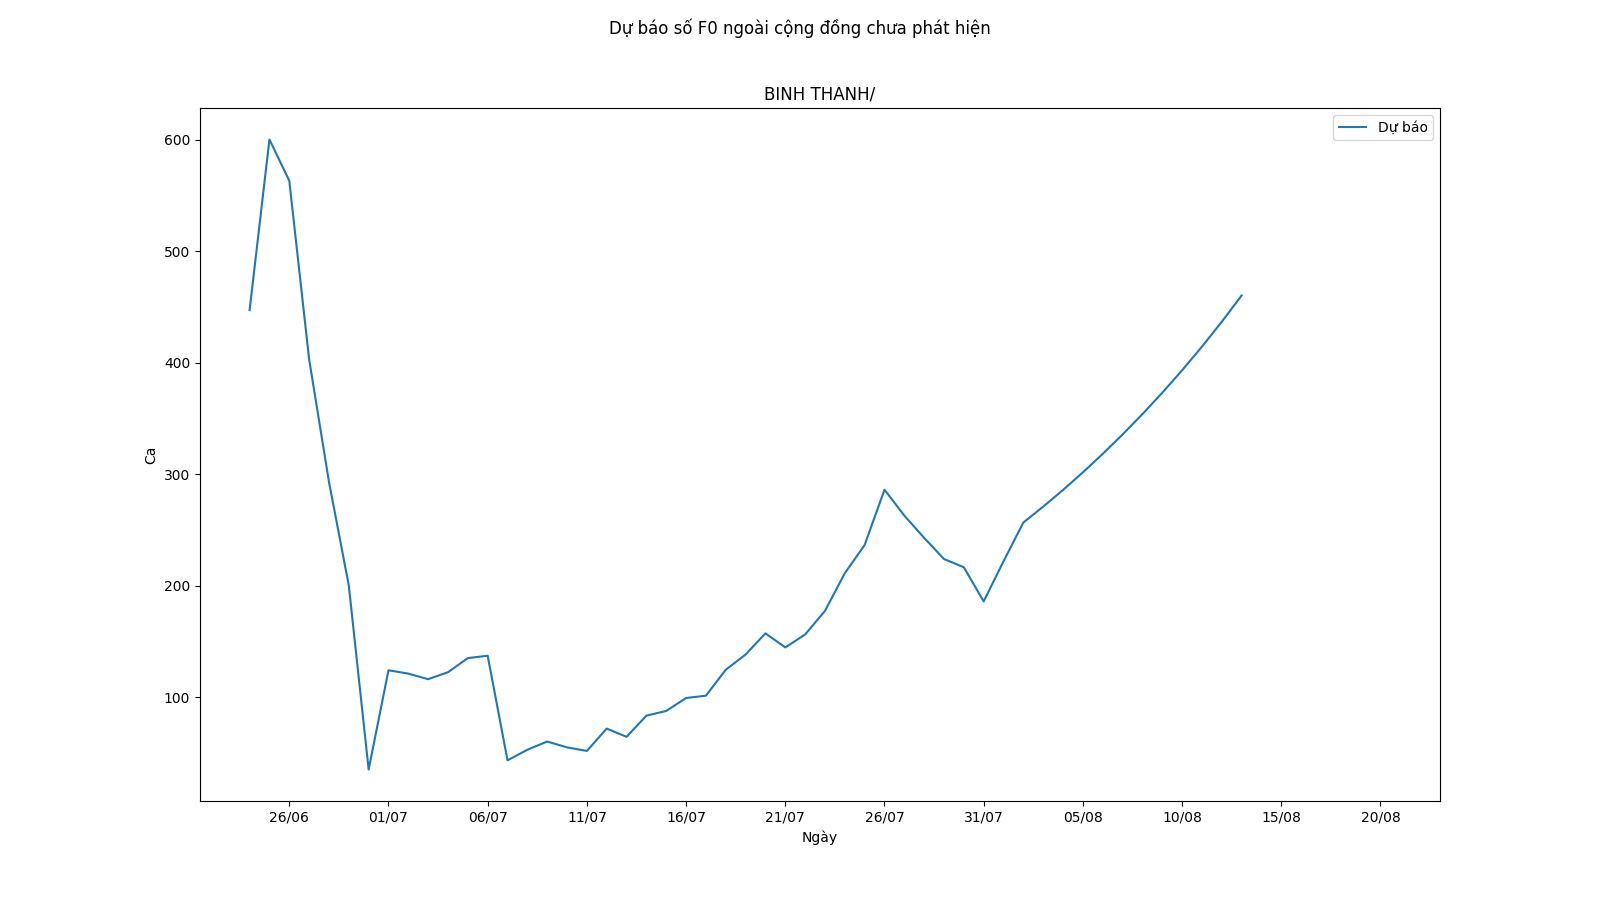 Dự báo số F0 ngoài cộng đồng chưa phát hiện
BINH THANH/
Dự báo
600
500
400
300
200
100
Ca
26/06 01/07 06/07 11/07 16/07 21/07 26/07 31/07 05/08 10/08 15/08 20/08
Ngày